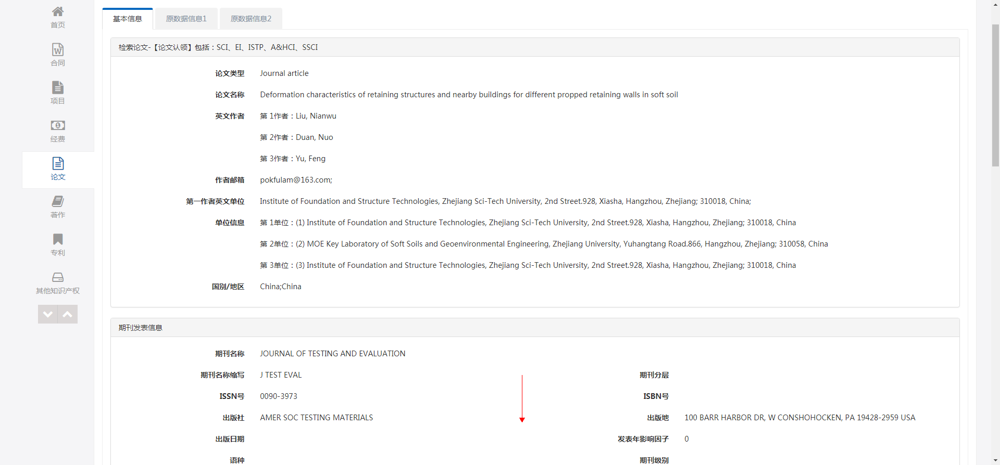 首页
合同
项目
经费
论文
著作
专利
其他知识产权
基本信息 原数据信息1 原数据信息2
检索论文-【论文认领】包括：SCI、EI、ISTP、A&HCI、SSCI
论文类型 Journal article
论文名称 Deformation characteristics of retaining structures and nearby buildings for different propped retaining walls in soft soil
英文作者 第 1作者：Liu, Nianwu
第 2作者：Duan, Nuo
第 3作者：Yu, Feng
作者邮箱 pokfulam@163.com;
第一作者英文单位 Institute of Foundation and Structure Technologies, Zhejiang Sci-Tech University, 2nd Street.928, Xiasha, Hangzhou, Zhejiang; 310018, China;
单位信息 第 1单位：(1) Institute of Foundation and Structure Technologies, Zhejiang Sci-Tech University, 2nd Street.928, Xiasha, Hangzhou, Zhejiang; 310018, China
第 2单位：(2) MOE Key Laboratory of Soft Soils and Geoenvironmental Engineering, Zhejiang University, Yuhangtang Road.866, Hangzhou, Zhejiang; 310058, China
第 3单位：(3) Institute of Foundation and Structure Technologies, Zhejiang Sci-Tech University, 2nd Street.928, Xiasha, Hangzhou, Zhejiang; 310018, China
国别/地区 China;China
期刊发表信息
期刊名称 JOURNAL OF TESTING AND EVALUATION
期刊名称缩写 J TEST EVAL 期刊分层
ISSN号 0090-3973 ISBN号
出版社 AMER SOC TESTING MATERIALS 出版地 100 BARR HARBOR DR, W CONSHOHOCKEN, PA 19428-2959 USA
出版日期 发表年影响因子 0
语种 期刊级别